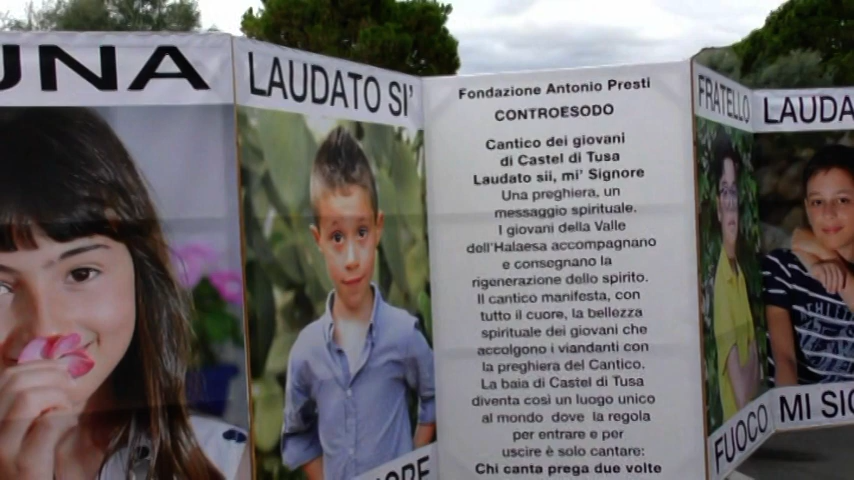 UNA
LAUDATO SI'
ORE
Fondazione Antonio Presti
CONTROESODO
Cantico dei giovani
di Castel di Tusa
Laudato sii, mi' Signore
Una preghiera, un
messaggio spirituale.
I giovani della Valle
dell'Halaesa accompagnano
e consegnano la
rigenerazione dello spirito.
Il cantico manifesta, con
tutto il cuore, la bellezza
spirituale dei giovani che
accolgono i viandanti con
la preghiera del Cantico.
La baia di Castel di Tusa
diventa così un luogo unico
al mondo dove la regola
per entrare e per
uscire è solo cantare:
Chi canta prega due volte
FRATELLO
FUOCO
LAUDA
MI SIG